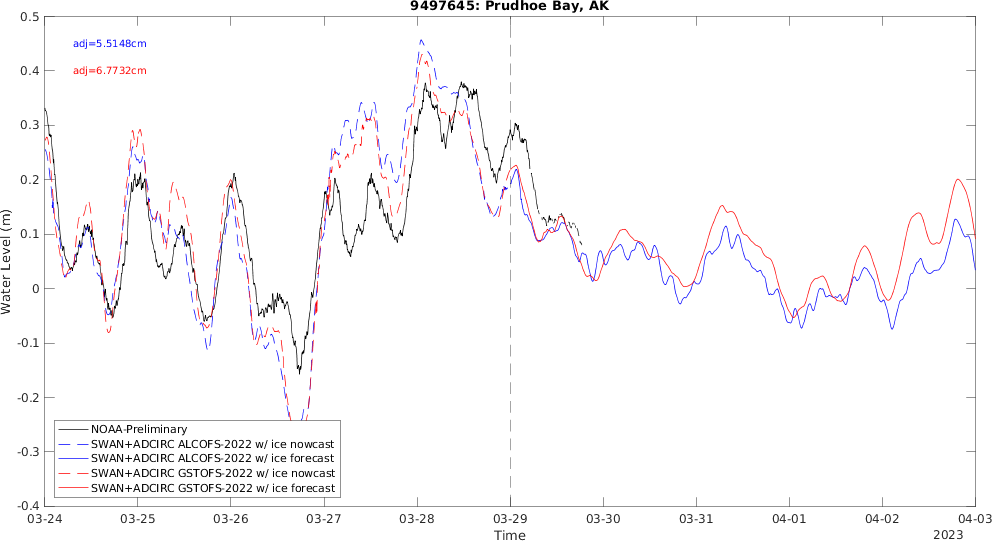 9497645: Prudhoe Bay, AK
adj=5.5148cm
adj=6.7732cm
Water Level (m)
0.5
0.4
0.3
0.2
0.1
0
-0.1
-0.2
-0.3
-0.4
NOAA-Preliminary
SWAN+ADCIRC ALCOFS-2022 w/ ice nowcast
SWAN+ADCIRC ALCOFS-2022 w/ ice forecast
SWAN+ADCIRC GSTOFS-2022 w/ ice nowcast
SWAN+ADCIRC GSTOFS-2022 w/ ice forecast
03-24 03-25 03-26 03-27 03-28 03-29 03-30 03-31 04-01 04-02 04-03
Time
2023